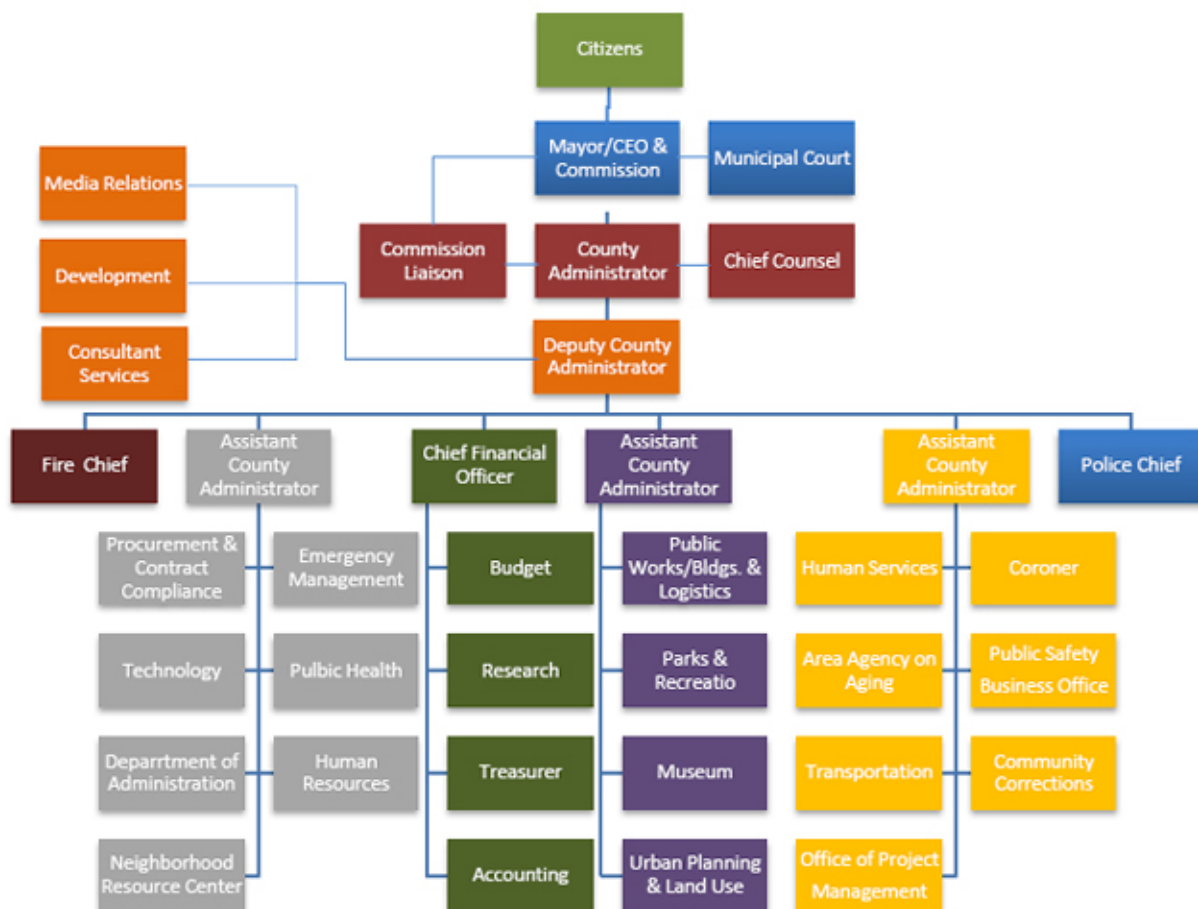 Citizens
Mayor/CEO &
Commission
Municipal Court
Media Relations
Commission
Liaison
County
Administrator
Chief Counsel
Development
Consultant
Services
Deputy County
Administrator
Fire Chief
Assistant
County
Administrator
Chief Financial
Officer
Assistant
County
Administrator
Assistant
County
Administrator
Police Chief
Procurement &
Contract
Compliance
Emergency
Management
Budget
Public
Works/Bldgs. &
Logistics
Human Services
Coroner
Technology
Pulbic Health
Research
Parks &
Recreatio
Area Agency on
Aging
Public Safety
Business Office
Deparrtment of
Administration
Human
Resources
Treasurer
Museum
Transportation
Community
Corrections
Neighborhood
Resource Center
Accounting
Urban Planning
& Land Use
Office of Project
Management